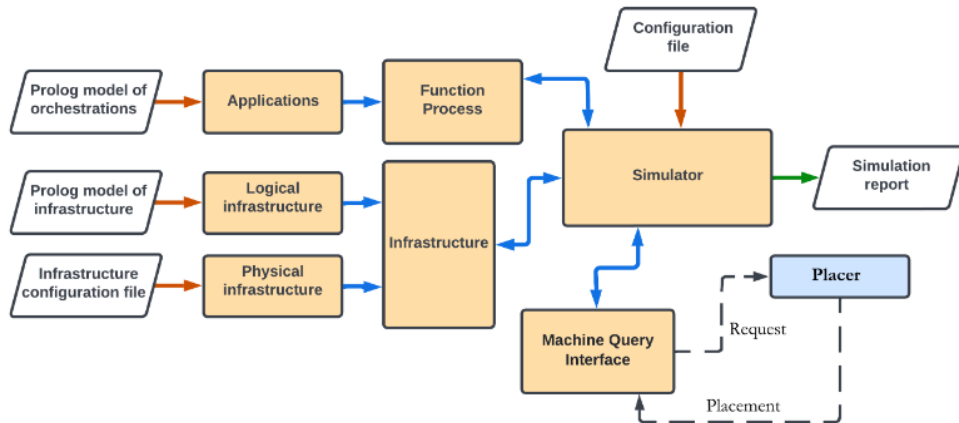 Configuration
file
Prolog model of
orchestrations
Applications
Function
Process
Prolog model of
infrastructure
Logical
infrastructure
Infrastructure
Simulator
Simulation
report
Infrastructure
configuration file
Physical
infrastructure
Placer
Machine Query
Interface
Request
Placement